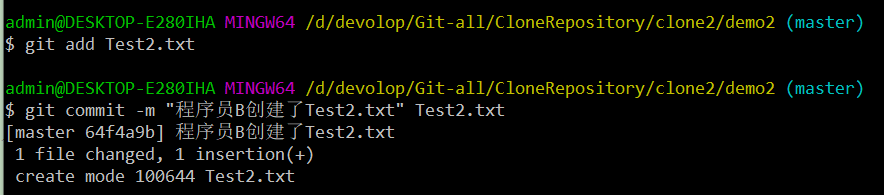 admin@DESKTOP-E280IHA MINGW64 /d/devolop/Git-all/CloneRepository/clone2/demo2 (master)
$ git add Test2.txt
admin@DESKTOP-E280IHA MINGW64 /d/devolop/Git-all/CloneRepository/clone2/demo2 (master)
$ git commit -m "程序员B创建了Test2.txt" Test2.txt
[master 64f4a9b] 程序员B创建了Test2.txt
 1 file changed, 1 insertion(+)
 create mode 100644 Test2.txt